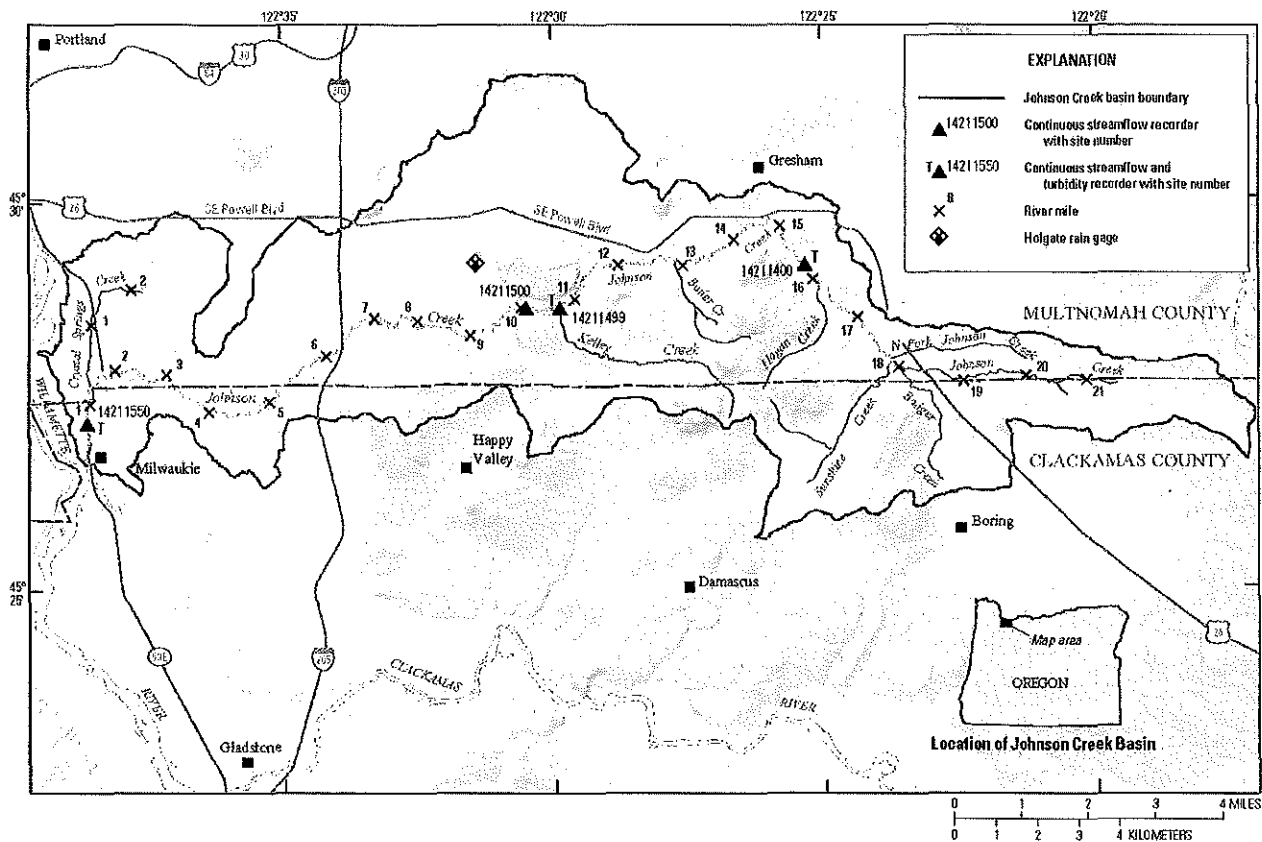 122°35'
122°30'
122°25'
122°20'
Portland
30
84
205
EXPLANATION
Johnson Creek basin boundary
14211500
Continuous streamflow recorder
with site number
T 14211550
Continuous streamflow and
turbidity recorder with site number
8
River mile
Holgate rain gage
Gresham
45°
30'
26
SE Powell Blvd
SE Powell Blvd
14
15
Creek
T
12
13
Johnson
14211400
16
Creek
2
Butler Cr
11
14211500
T
10
14211499
7
8
Creek
9
1
Crystal Springs
Hogan
Creek
17
MULTNOMAH COUNTY
6
Kelley
Creek
N Fork Johnson
Creek
2
3
18
Johnson
20
Creek
19
21
WILLAMETTE
1
14211550
T
Johnson
4
5
Creek
Badger
Milwaukie
Happy
Valley
Sunshine
Creek
CLACKAMAS COUNTY
Boring
45°
25'
Damascus
Map area
26
99E
205
CLACKAMAS
OREGON
RIVER
RIVER
Gladstone
Location of Johnson Creek Basin
0
1
2
3
4 MILES
0
1
2
3
4 KILOMETERS